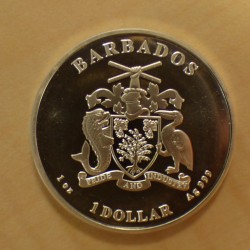 BARBADOS
PRIDE AND INDUSTRY
1 oz
1 DOLLAR
Ag 999